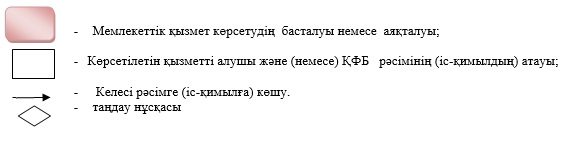 - Мемлекеттік қызмет көрсетудің басталуы немесе аяқталуы;
- Көрсетілетін қызметті алушы және (немесе) ҚФБ рәсімінің (іс-қимылдың) атауы;
- Келесі рәсімге (іс-қимылға) көшу.
- таңдау нұсқасы